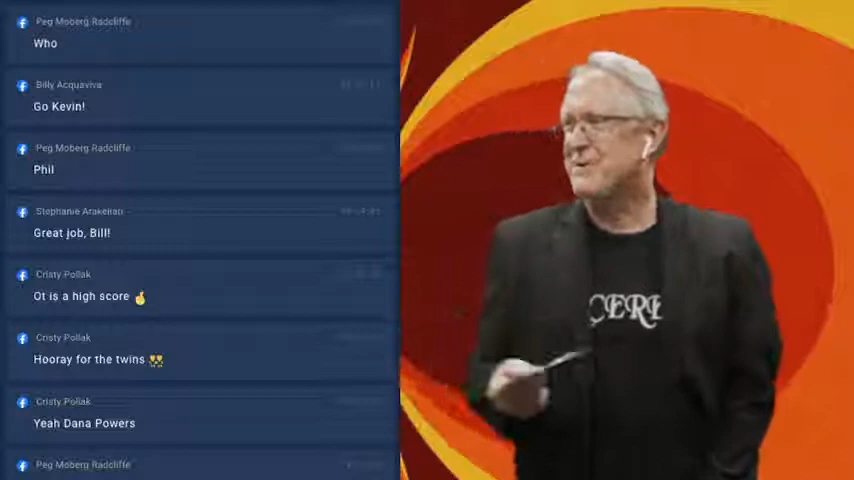 Peg Moberg Radcliffe
Who
Billy Acquaviva
Go Kevin!
Peg Moberg Radcliffe
Phil
Stephanie Arakelian
Great job, Bill!
Cristy Pollak
Ot is a high score
Cristy Pollak
Hooray for the twins
Cristy Pollak
Yeah Dana Powers
Peg Moberg Radcliffe
CERE